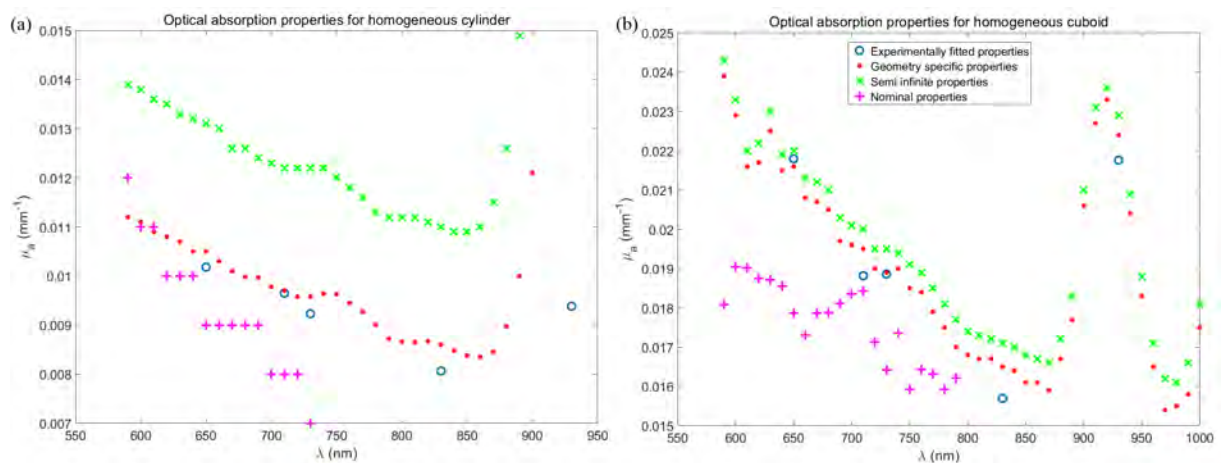 (a)
Optical absorption properties for homogeneous cylinder
0.015
0.014
0.013
0.012
0.011
0.01
0.009
0.008
0.007
μa (mm-1)
550 600 650 700 750 800 850 900 950
λ (nm)
(b)
Optical absorption properties for homogeneous cuboid
Experimentally fitted properties
Geometry specific properties
Semi infinite properties
Nominal properties
0.025
0.024
0.023
0.022
0.021
0.02
0.019
0.018
0.017
0.016
0.015
μa (mm-1)
550 600 650 700 750 800 850 900 950 1000
λ (nm)